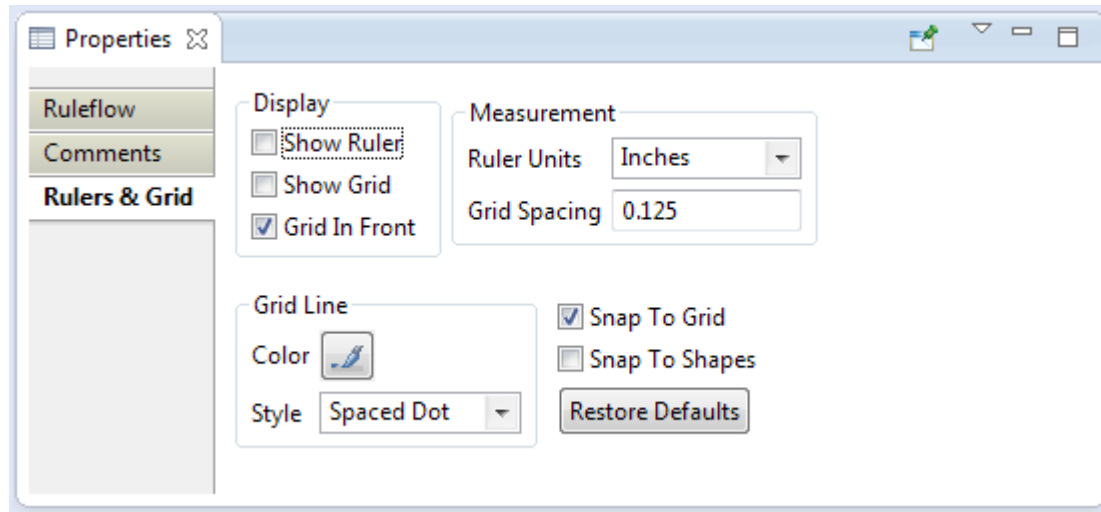 Properties
Ruleflow
Comments
Rulers & Grid
Display
Show Ruler
Show Grid
Grid In Front
Measurement
Ruler Units Inches
Grid Spacing 0.125
Grid Line
Color
Style Spaced Dot
Snap To Grid
Snap To Shapes
Restore Defaults